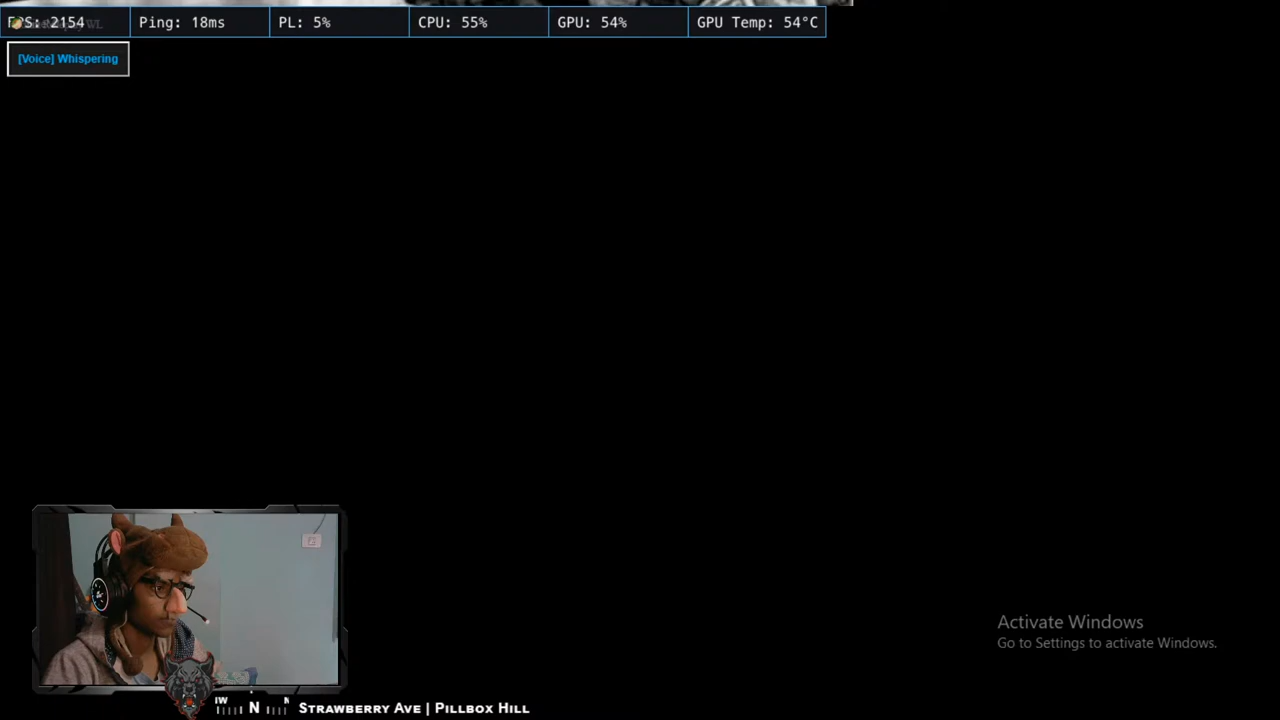 FPS: 2154 Ping: 18ms PL: 5% CPU: 55% GPU: 54% GPU Temp: 54°C
[Voice] Whispering
Activate Windows
Go to Settings to activate Windows.
N Strawberry Ave | Pillbox Hill